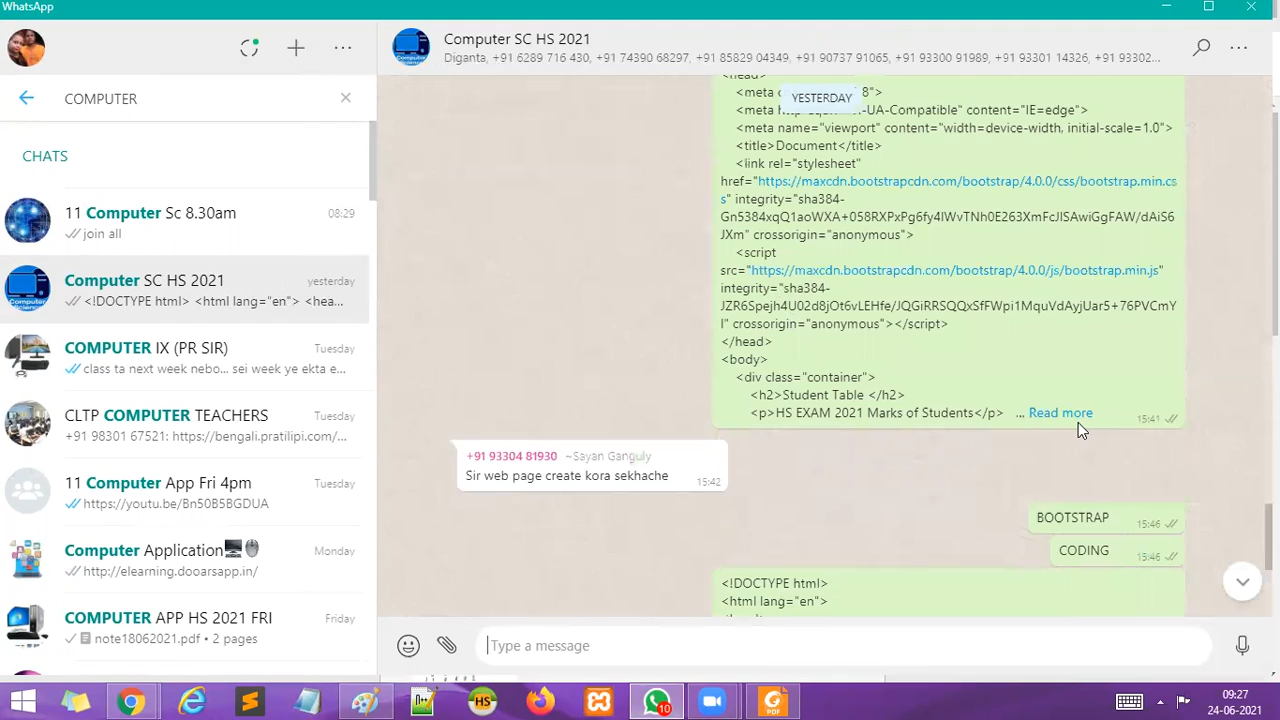 WhatsApp
COMPUTER
CHATS
11 Computer Sc 8.30am
08:29
join all
Computer SC HS 2021
yesterday
<!DOCTYPE html> <html lang="en"> <hea...
COMPUTER IX (PR SIR)
Tuesday
class ta next week nebo... sei week ye ekta e
CLTP COMPUTER TEACHERS
Tuesday
+91 98301 67521: https://bengali.pratilipi.com/...
11 Computer App Fri 4pm
Tuesday
https://youtu.be/Bn50B5BGDUA
Computer Application
Monday
http://elearning.dooarsapp.in/
COMPUTER APP HS 2021 FRI
Friday
note18062021.pdf • 2 pages
Computer SC HS 2021
Diganta, +91 6289 716 430, +91 74390 68297, +91 85829 04349, +91 90737 91065, +91 93300 91989, +91 93301 14326, +91 93302...
YESTERDAY
<head>
<meta c 8">
<meta ht -UA-Compatible" content="IE=edge">
<meta name="viewport" content="width=device-width, initial-scale=1.0">
<title>Document</title>
<link rel="stylesheet"
href="https://maxcdn.bootstrapcdn.com/bootstrap/4.0.0/css/bootstrap.min.cs
s" integrity="sha384-
Gn5384xqQ1aoWXA+058RXPxPg6fy4IWvTNh0E263XmFcJlSAwiGgFAW/dAiS6
JXm" crossorigin="anonymous">
<script
src="https://maxcdn.bootstrapcdn.com/bootstrap/4.0.0/js/bootstrap.min.js"
integrity="sha384-
JZR6Spejh4U02d8jOt6vLEHfe/JQGiRRSQQxSfFWpi1MquVdAyjUar5+76PVCmY
l" crossorigin="anonymous"></script>
</head>
<body>
<div class="container">
<h2>Student Table </h2>
<p>HS EXAM 2021 Marks of Students</p> ... Read more
15:41
+91 93304 81930 ~Sayan Ganguly
Sir web page create kora sekhache
15:42
BOOTSTRAP
15:46
CODING
15:46
<!DOCTYPE html>
<html lang="en">
Type a message
HS
10
PDF
09:27
24-06-2021